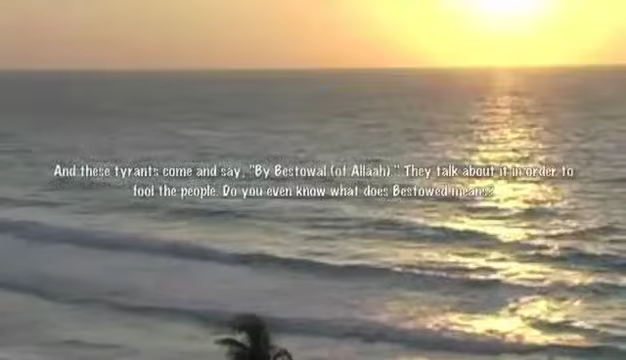 And these tyrants come and say, "By Bestowal (of Allaah)." They talk about it in order to
fool the people. Do you even know what does Bestowed means?